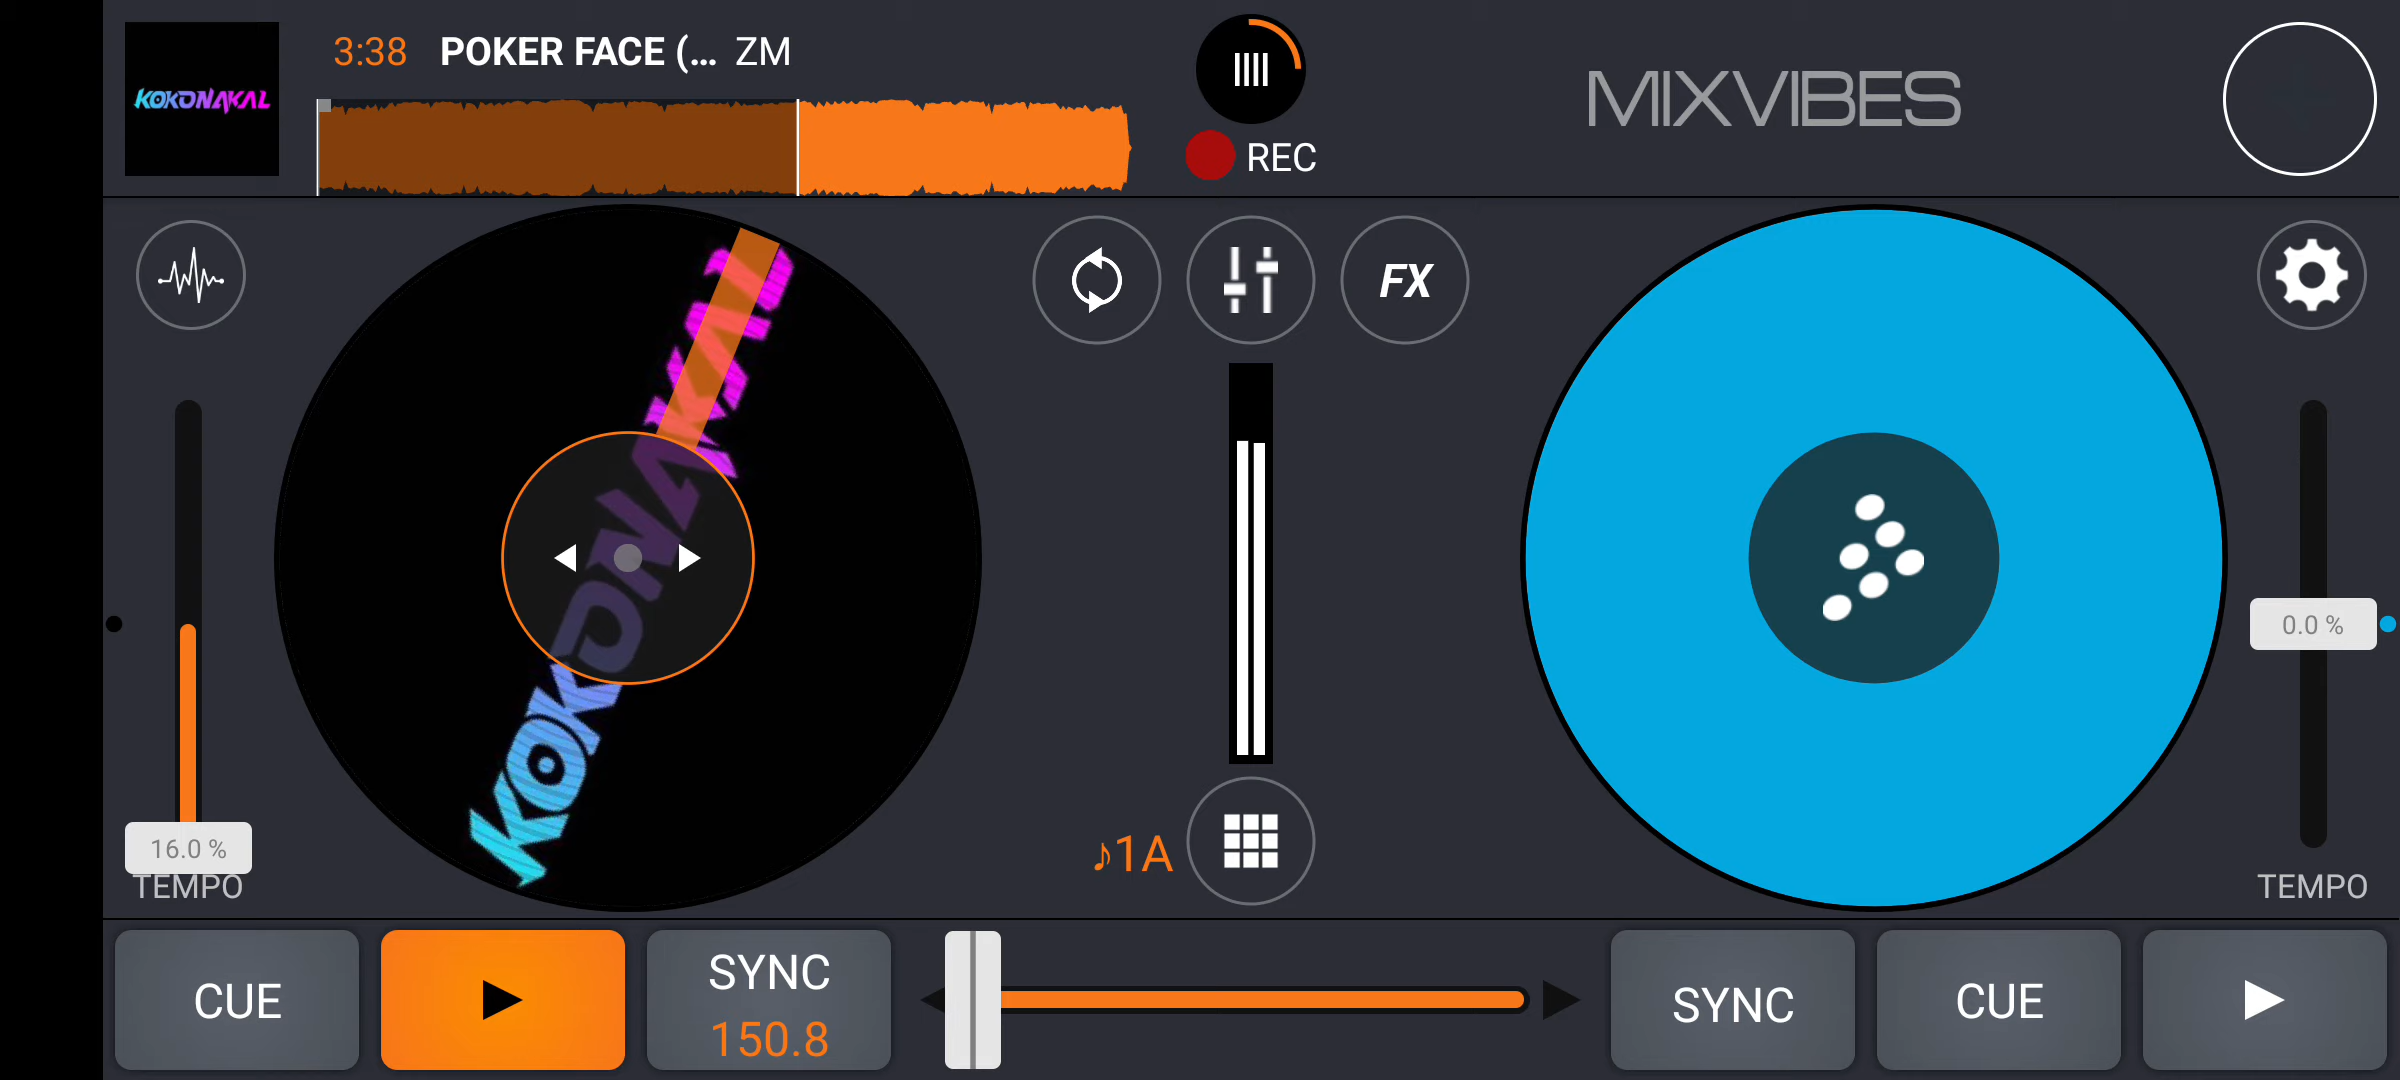 KOKONAKAL
3:38 POKER FACE (... ZM
REC
MIXVIBES
FX
KOKONAKAL
16.0 %
TEMPO
♪1A
0.0 %
TEMPO
CUE
SYNC
150.8
SYNC
CUE